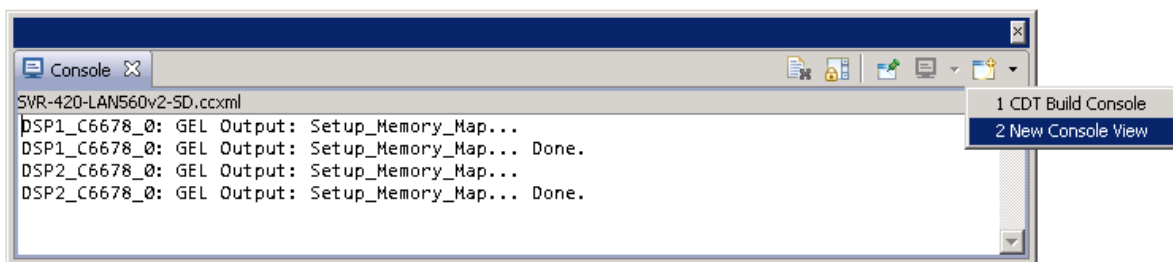 Console
SVR-420-LAN560v2-SD.ccxml
1 CDT Build Console
2 New Console View
DSP1_C6678_0: GEL Output: Setup_Memory_Map...
DSP1_C6678_0: GEL Output: Setup_Memory_Map... Done.
DSP2_C6678_0: GEL Output: Setup_Memory_Map...
DSP2_C6678_0: GEL Output: Setup_Memory_Map... Done.